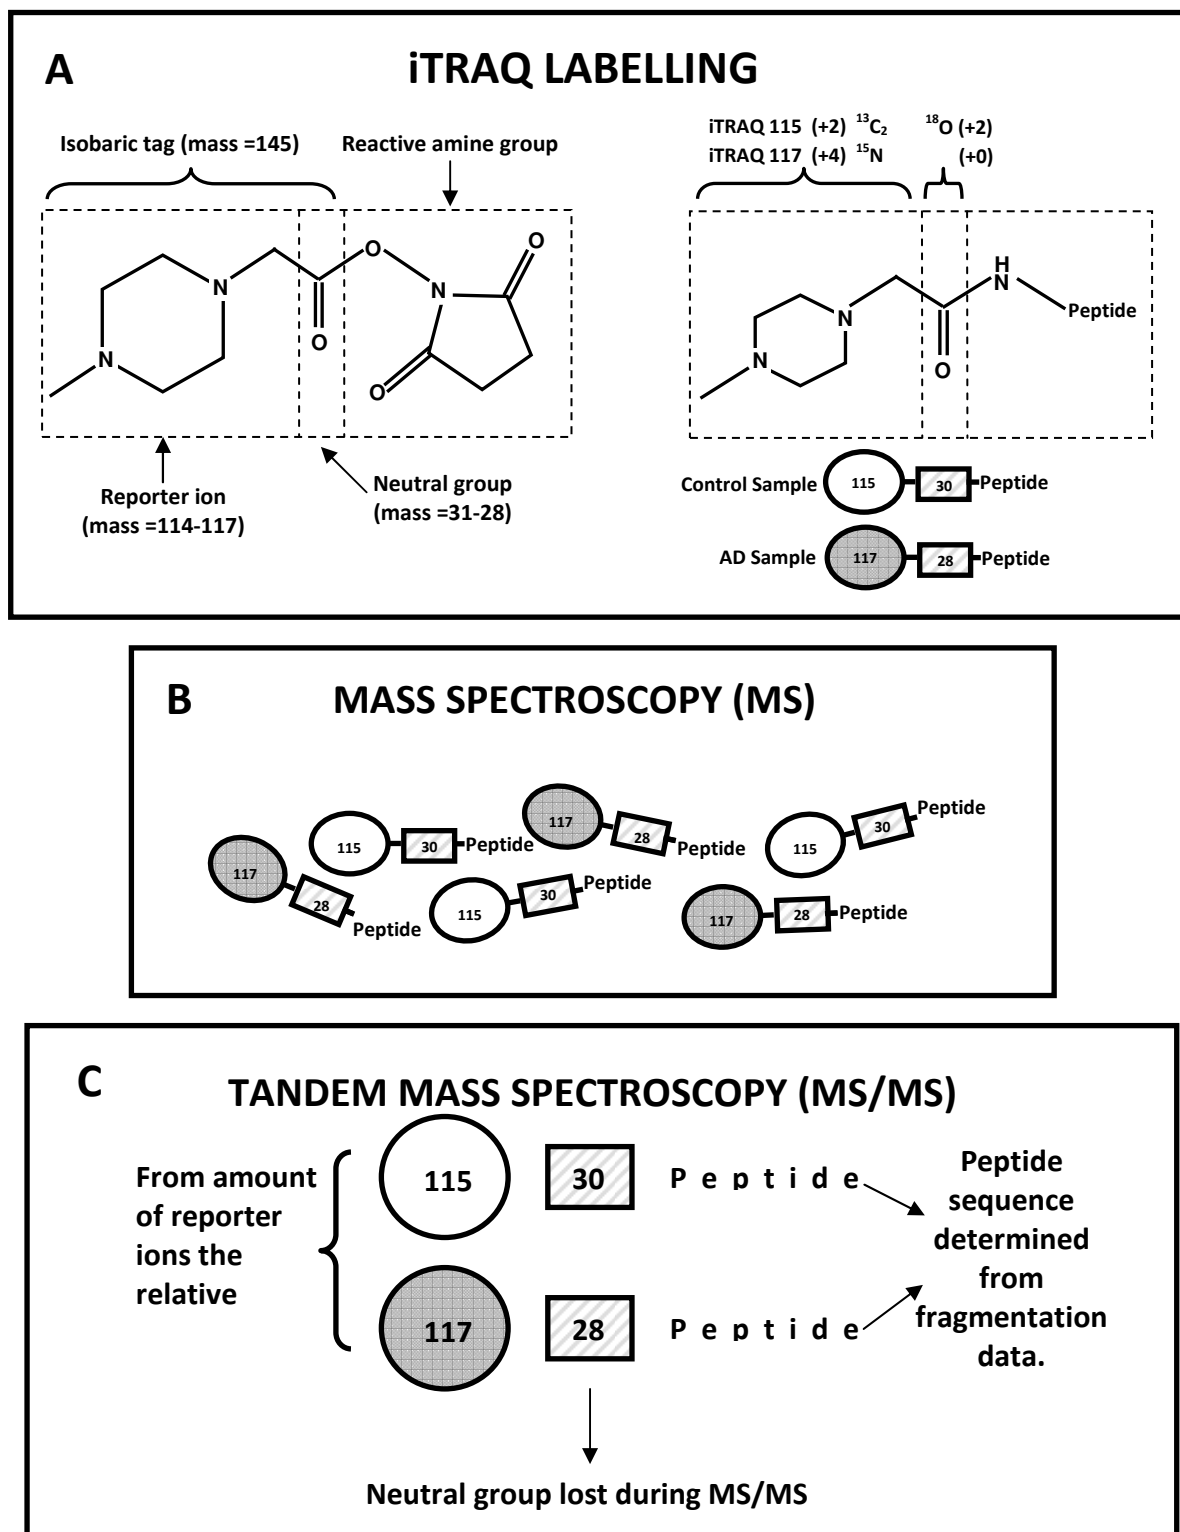 A
iTRAQ LABELLING
Isobaric tag (mass =145)
Reactive amine group
O
O
N
N
N
O
O
Reporter ion
(mass =114-117)
Neutral group
(mass =31-28)
iTRAQ 115 (+2) ¹³C₂ ¹⁸O (+2)
iTRAQ 117 (+4) ¹⁵N (+0)
H
N
N
Peptide
N
O
Control Sample 115 30 Peptide
AD Sample 117 28 Peptide
B
MASS SPECTROSCOPY (MS)
117 28 Peptide
115 30 Peptide
117 28 Peptide
115 30 Peptide
115 30 Peptide
117 28 Peptide
C
TANDEM MASS SPECTROSCOPY (MS/MS)
From amount
of reporter
ions the
relative
115 30 Peptide
117 28 Peptide
Peptide
sequence
determined
from
fragmentation
data.
Neutral group lost during MS/MS